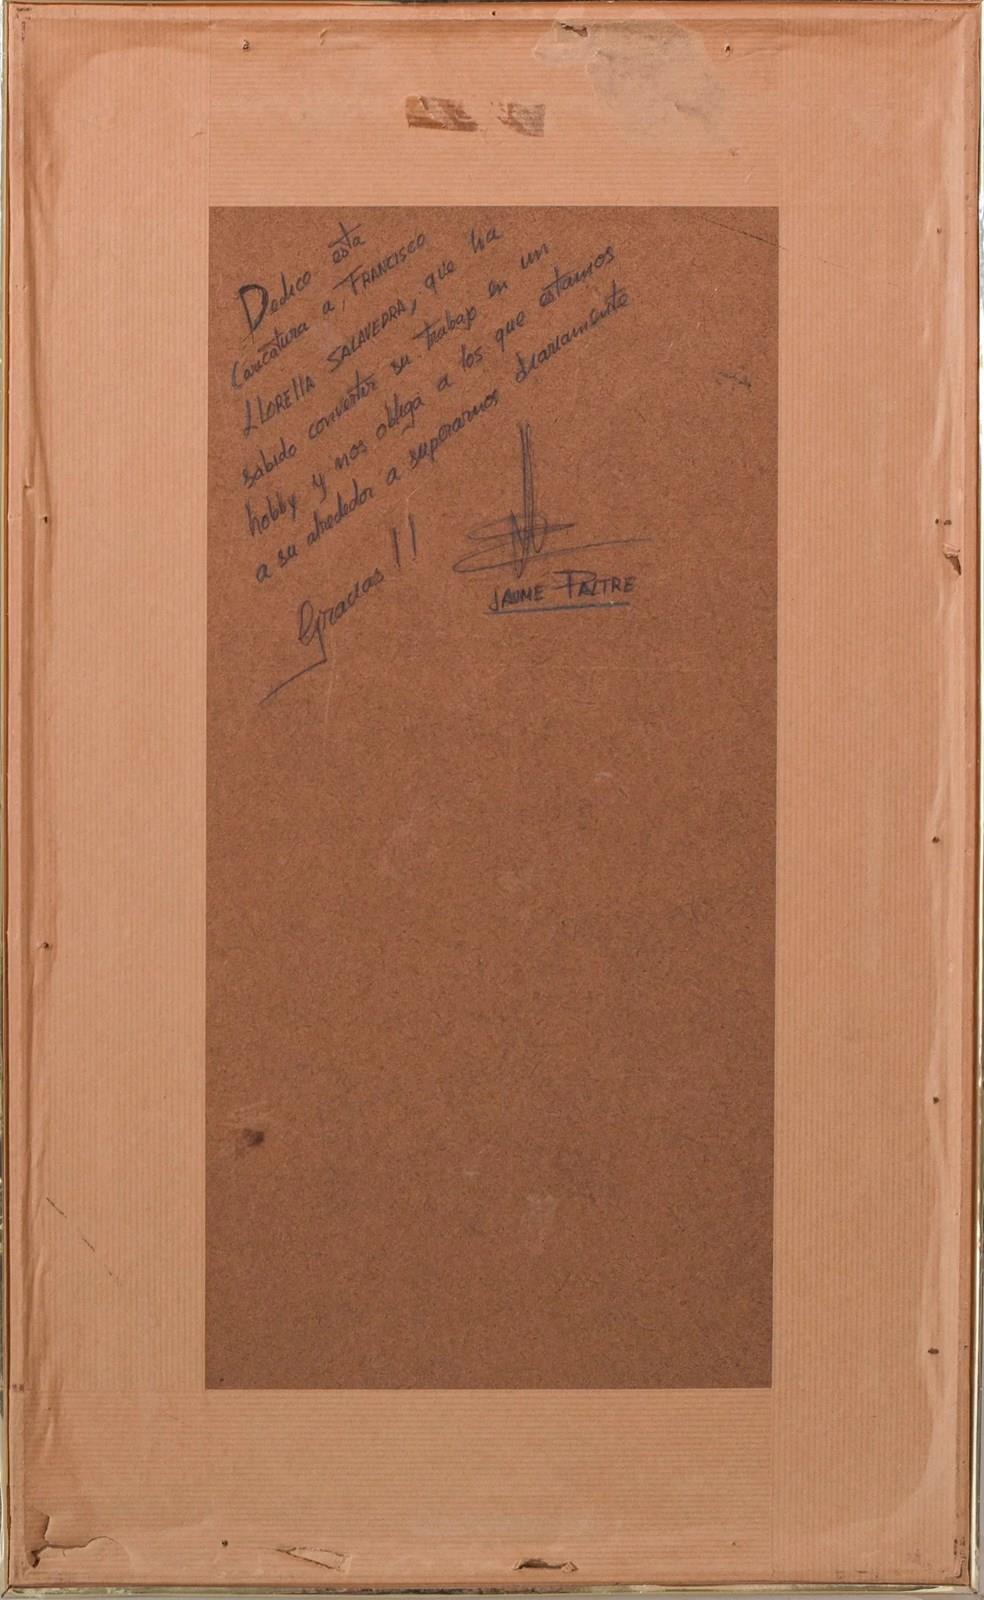 Dedico esta
Caricatura a, FRANCISCO
LLORELLA SALAVEDRA, que ha
sabido convertir su trabajo en un
hobby y nos obliga a los que estamos
a su alrededor a superarnos diariamente
Gracias !!
JAUME PALTRE